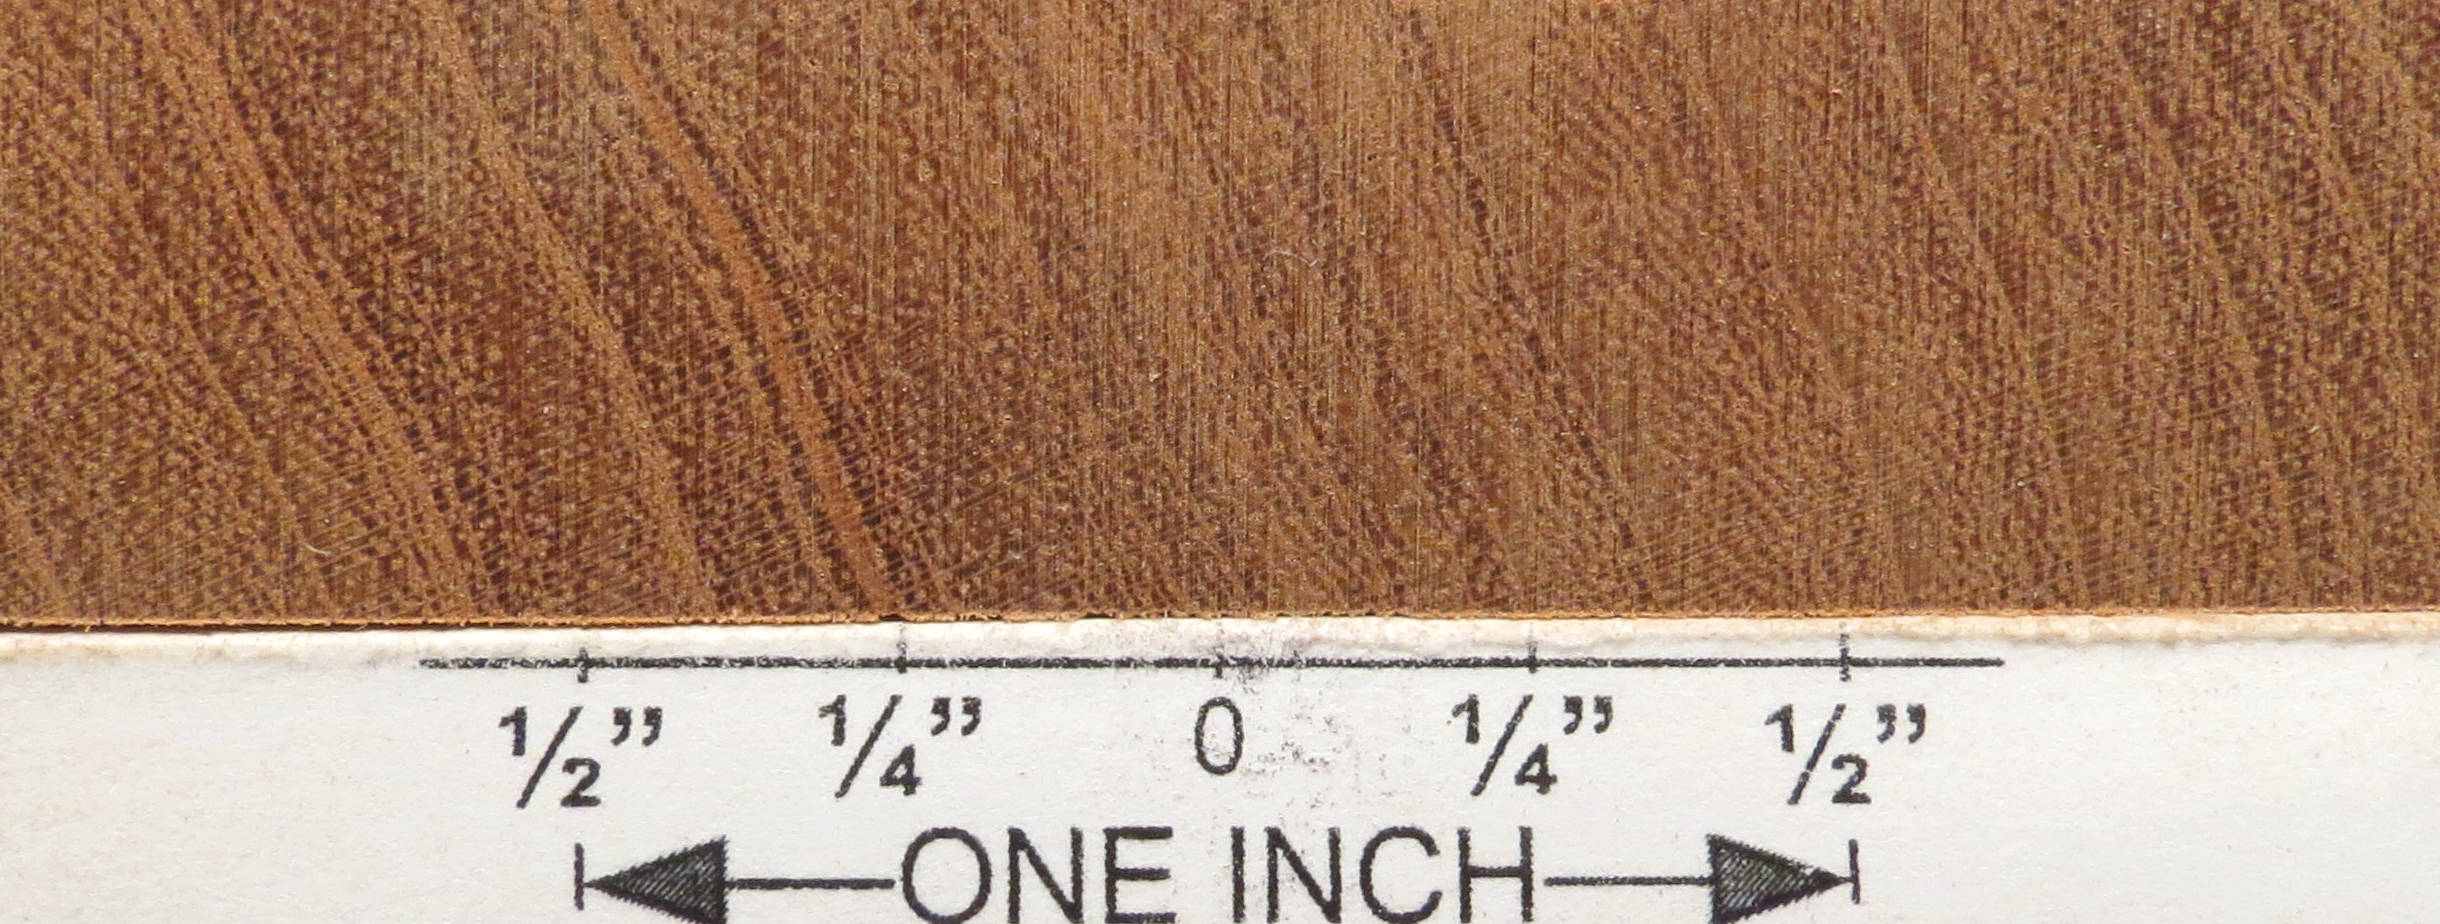 1/2” 1/4” 0 1/4” 1/2”
ONE INCH